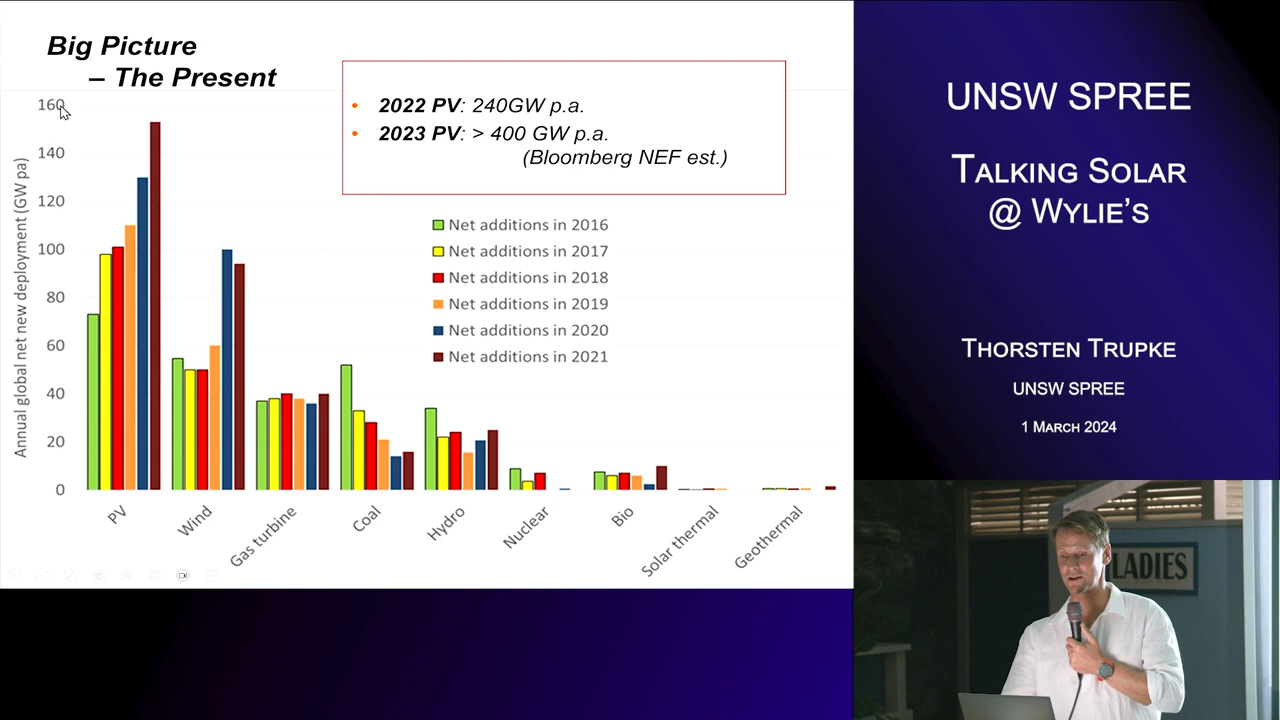 Big Picture
– The Present
• 2022 PV: 240GW p.a.
• 2023 PV: > 400 GW p.a.
(Bloomberg NEF est.)
Annual global net new deployment (GW pa)
160
140
120
100
80
60
40
20
0
Net additions in 2016
Net additions in 2017
Net additions in 2018
Net additions in 2019
Net additions in 2020
Net additions in 2021
PV
Wind
Gas turbine
Coal
Hydro
Nuclear
Bio
Solar thermal
Geothermal
UNSW SPREE
Talking Solar
@ Wylie's
Thorsten Trupke
UNSW SPREE
1 March 2024
LADIES